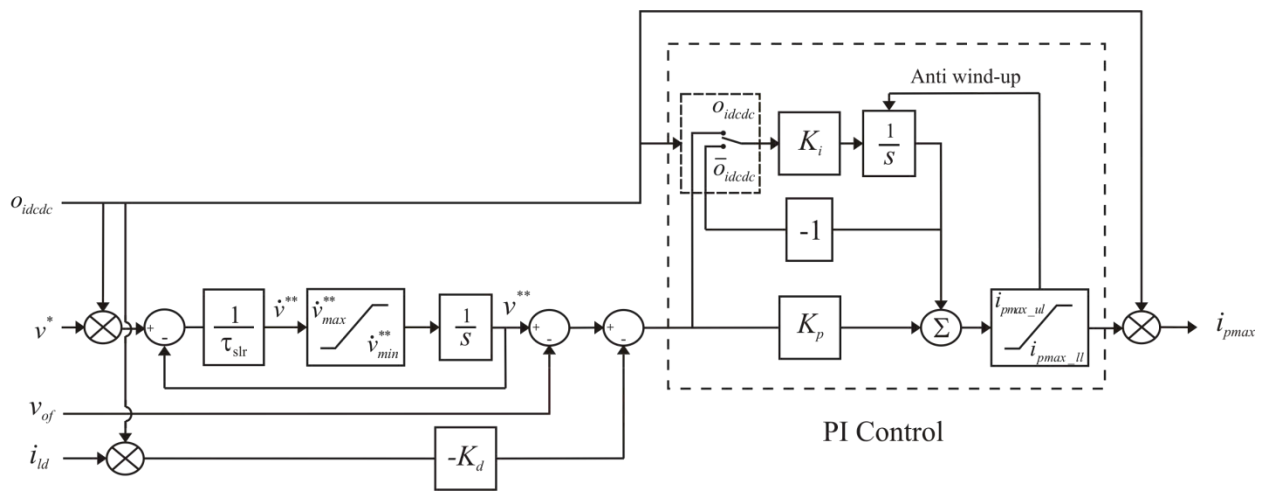 Anti wind-up
o_idcdc
K_i
1/s
o̅_idcdc
o_idcdc
-1
v̇**
v̇**_max
v̇**_min
v**
i_pmax_ul
i_pmax_ll
v*
+
-
1/τ_slr
1/s
+
-
+
-
K_p
Σ
i_pmax
v_of
i_ld
-K_d
PI Control